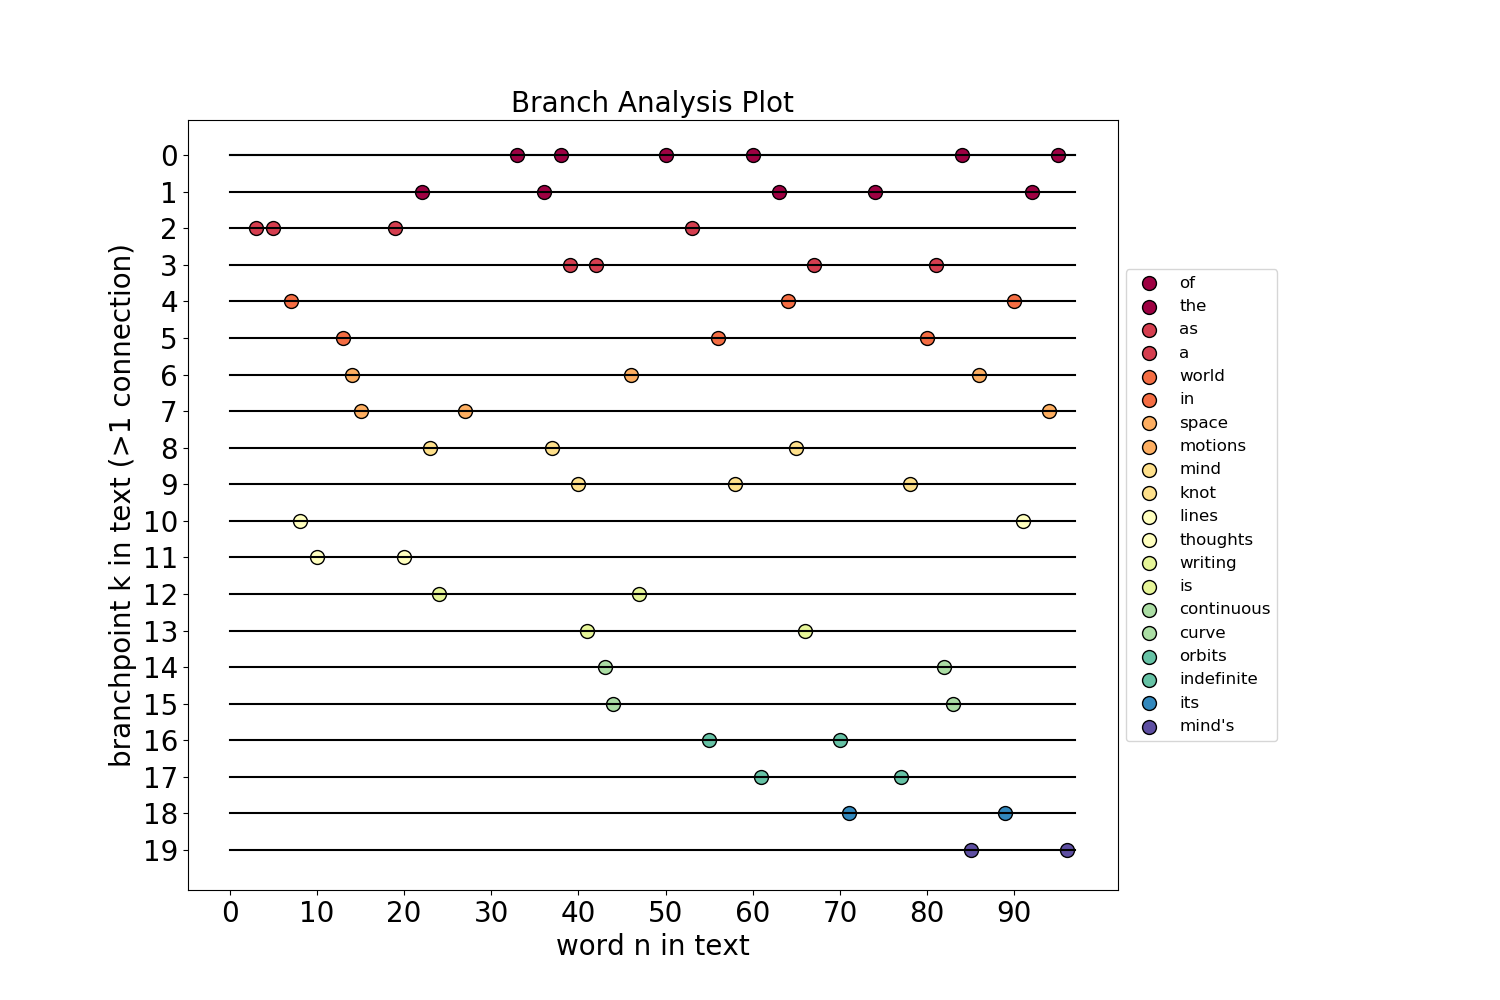 Branch Analysis Plot
branchpoint k in text (>1 connection)
0
1
2
3
4
5
6
7
8
9
10
11
12
13
14
15
16
17
18
19
0 10 20 30 40 50 60 70 80 90
word n in text
of
the
as
a
world
in
space
motions
mind
knot
lines
thoughts
writing
is
continuous
curve
orbits
indefinite
its
mind's